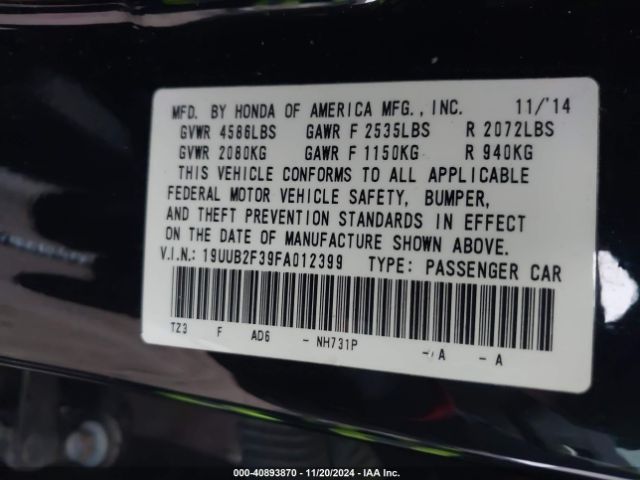 MFD. BY HONDA OF AMERICA MFG., INC. 11/'14
GVWR 4586LBS GAWR F 2535LBS R 2072LBS
GVWR 2080KG GAWR F 1150KG R 940KG
THIS VEHICLE CONFORMS TO ALL APPLICABLE
FEDERAL MOTOR VEHICLE SAFETY, BUMPER,
AND THEFT PREVENTION STANDARDS IN EFFECT
ON THE DATE OF MANUFACTURE SHOWN ABOVE.
V.I.N.: 19UUB2F39FA012399 TYPE: PASSENGER CAR
TZ3 F AD6 - NH731P -/A - A
000-40893870 - 11/20/2024 - IAA Inc.